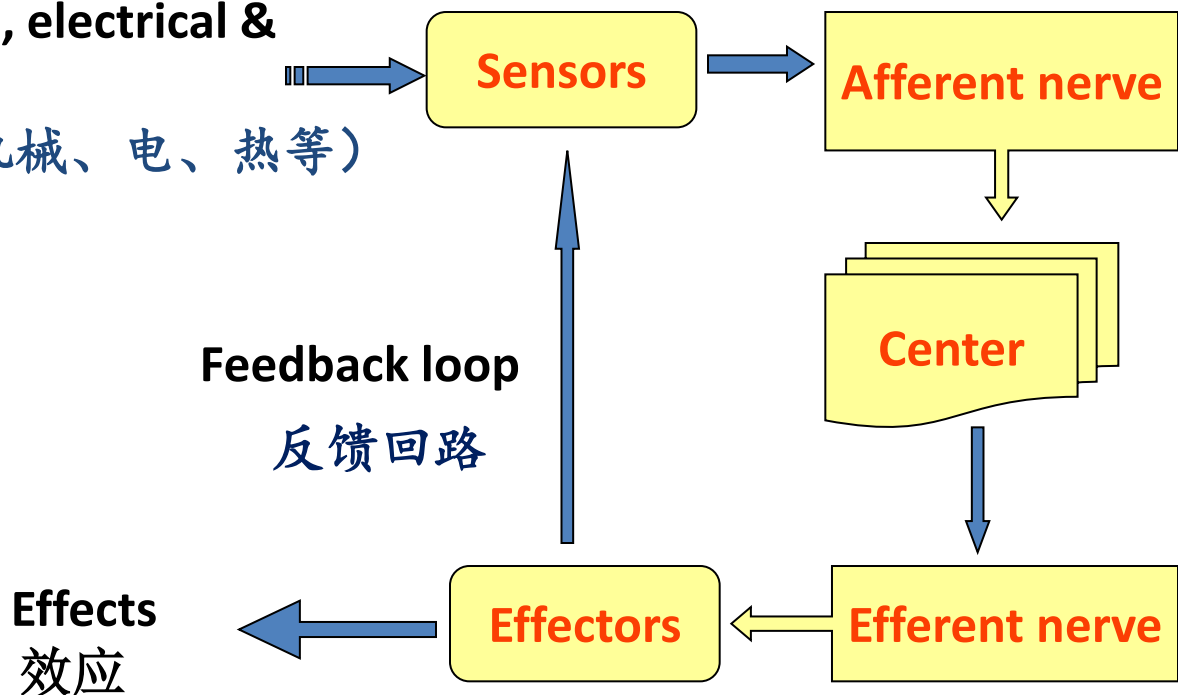 , electrical &
Sensors
Afferent nerve
械、电、热等）
Center
Feedback loop
反馈回路
Effects
效应
Effectors
Efferent nerve